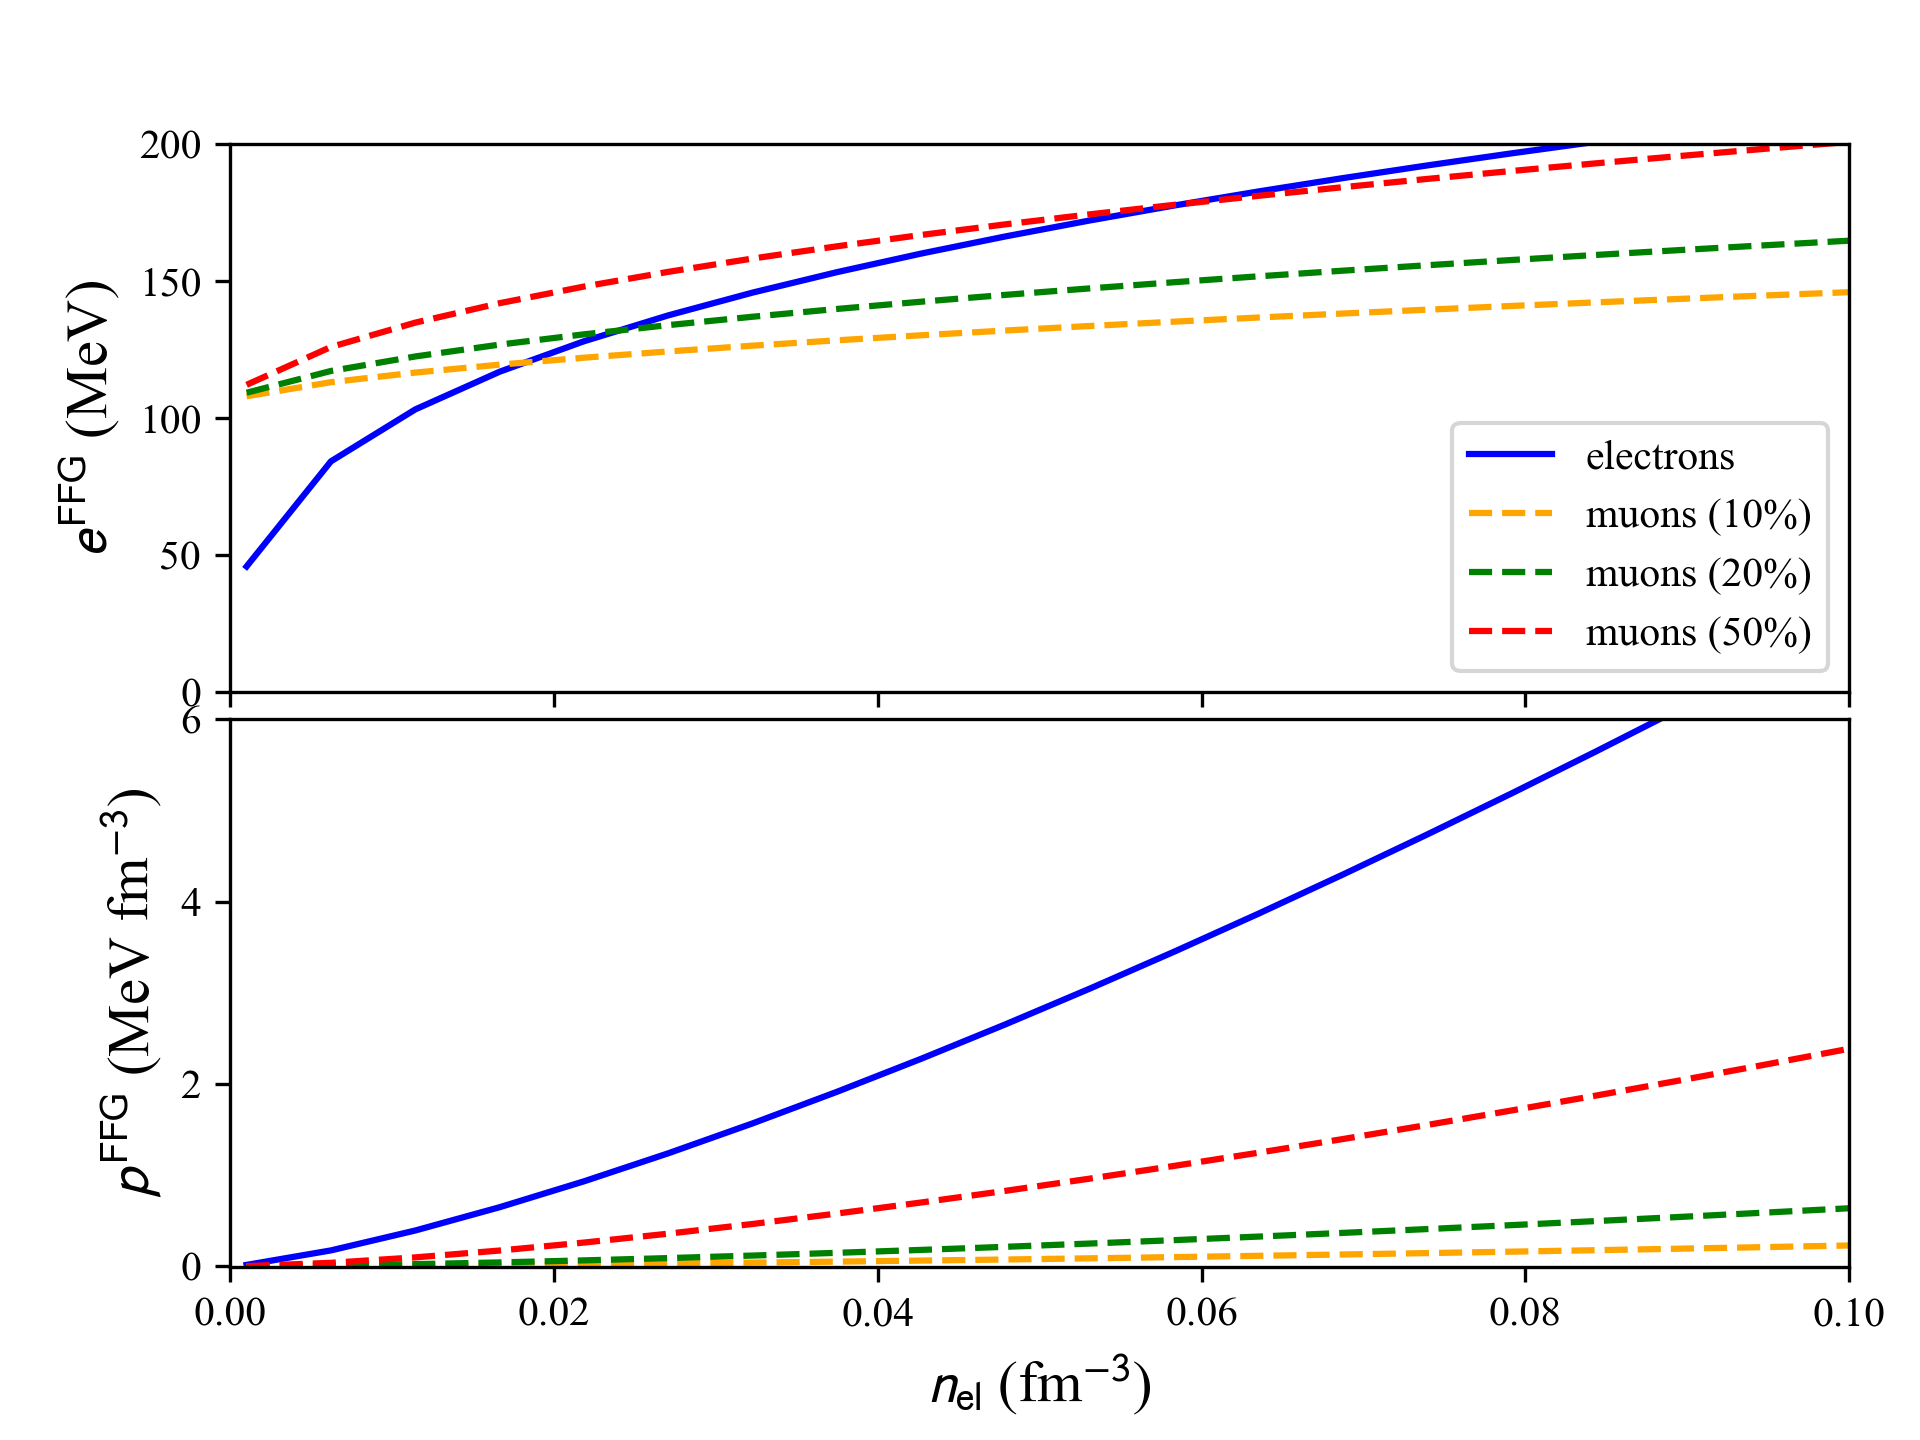 200
150
100
50
0
e^FFG (MeV)
electrons
muons (10%)
muons (20%)
muons (50%)
6
4
2
0
p^FFG (MeV fm⁻³)
0.00 0.02 0.04 0.06 0.08 0.10
n_el (fm⁻³)